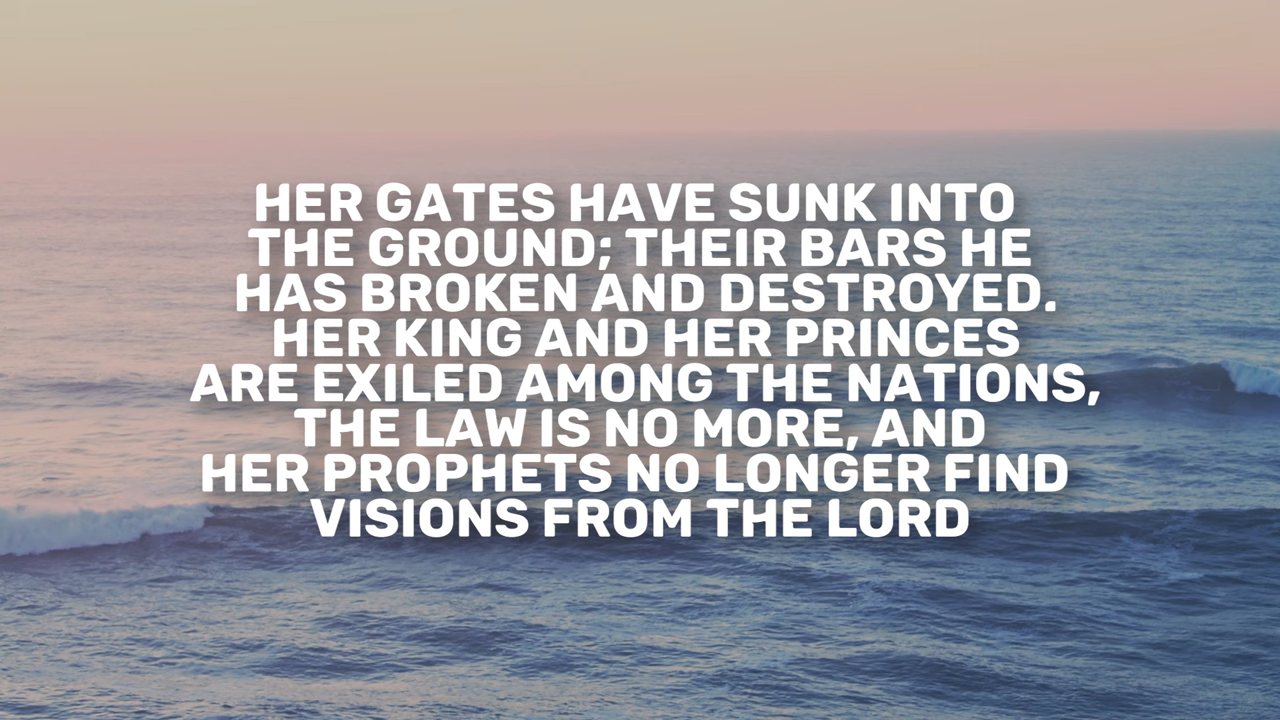 HER GATES HAVE SUNK INTO
THE GROUND; THEIR BARS HE
HAS BROKEN AND DESTROYED.
HER KING AND HER PRINCES
ARE EXILED AMONG THE NATIONS,
THE LAW IS NO MORE, AND
HER PROPHETS NO LONGER FIND
VISIONS FROM THE LORD